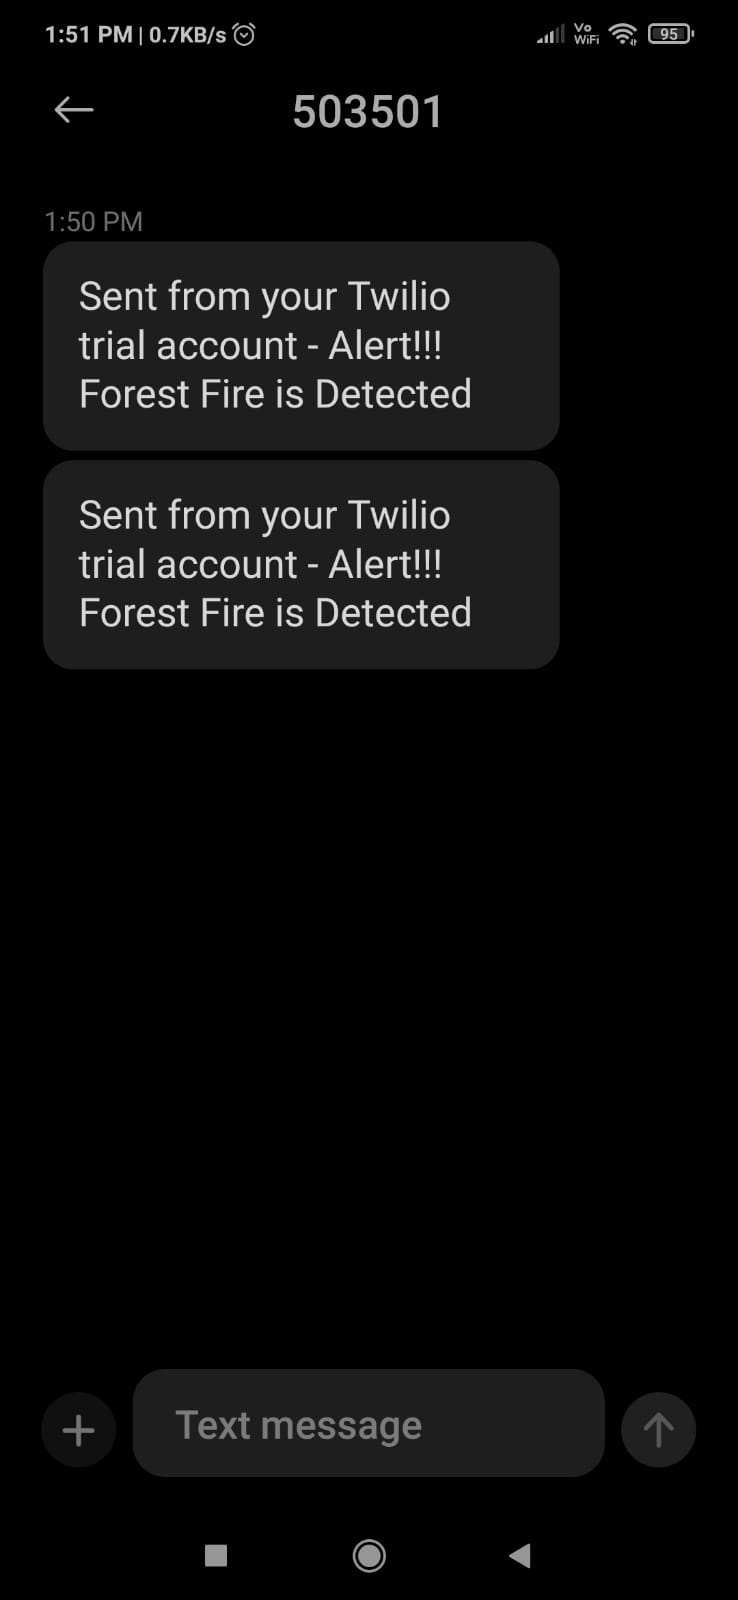 1:51 PM | 0.7KB/s
Vo
WiFi
95
503501
1:50 PM
Sent from your Twilio
trial account - Alert!!!
Forest Fire is Detected
Sent from your Twilio
trial account - Alert!!!
Forest Fire is Detected
Text message